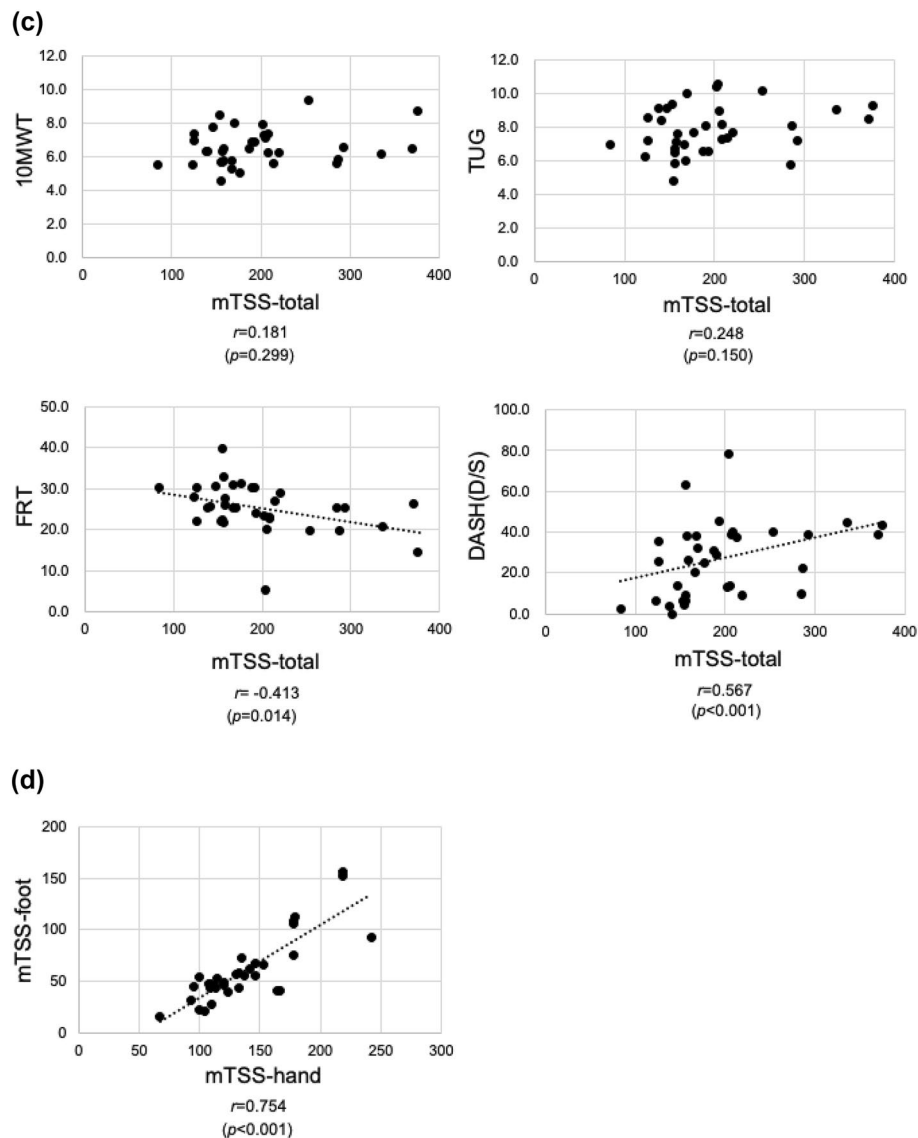 (c)
12.0
10.0
8.0
6.0
4.0
2.0
0.0
10MWT
0
100
200
300
400
mTSS-total
r=0.181
(p=0.299)
12.0
10.0
8.0
6.0
4.0
2.0
0.0
TUG
0
100
200
300
400
mTSS-total
r=0.248
(p=0.150)
50.0
40.0
30.0
20.0
10.0
0.0
FRT
0
100
200
300
400
mTSS-total
r= -0.413
(p=0.014)
100.0
80.0
60.0
40.0
20.0
0.0
DASH(D/S)
0
100
200
300
400
mTSS-total
r=0.567
(p<0.001)
(d)
200
150
100
50
0
mTSS-foot
0
50
100
150
200
250
300
mTSS-hand
r=0.754
(p<0.001)